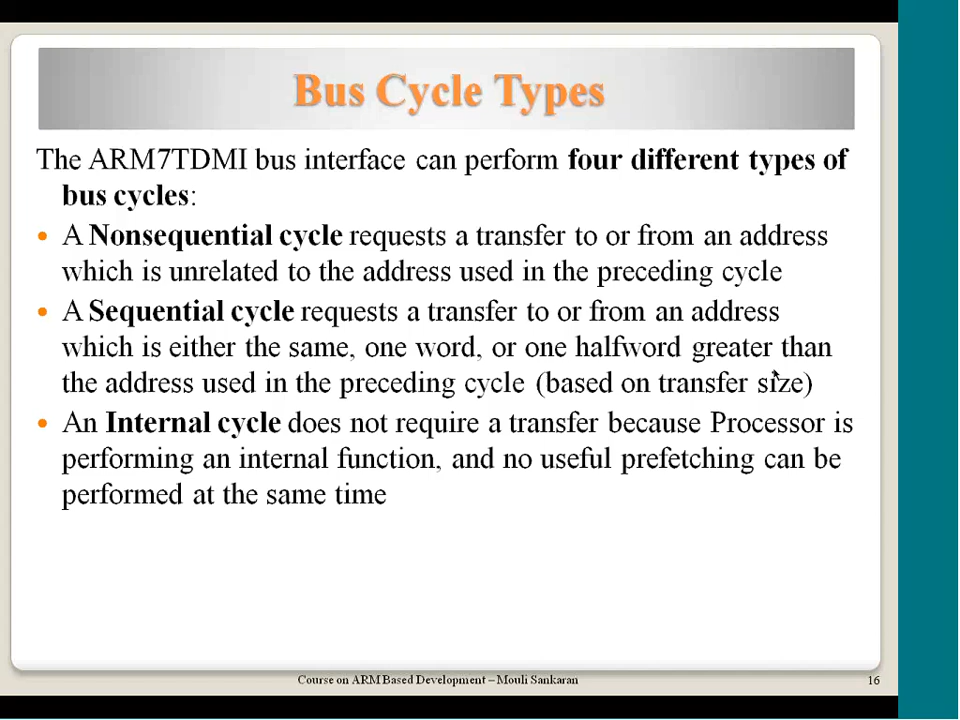 Bus Cycle Types
The ARM7TDMI bus interface can perform four different types of
bus cycles:
• A Nonsequential cycle requests a transfer to or from an address
which is unrelated to the address used in the preceding cycle
• A Sequential cycle requests a transfer to or from an address
which is either the same, one word, or one halfword greater than
the address used in the preceding cycle (based on transfer size)
• An Internal cycle does not require a transfer because Processor is
performing an internal function, and no useful prefetching can be
performed at the same time
Course on ARM Based Development – Mouli Sankaran
16